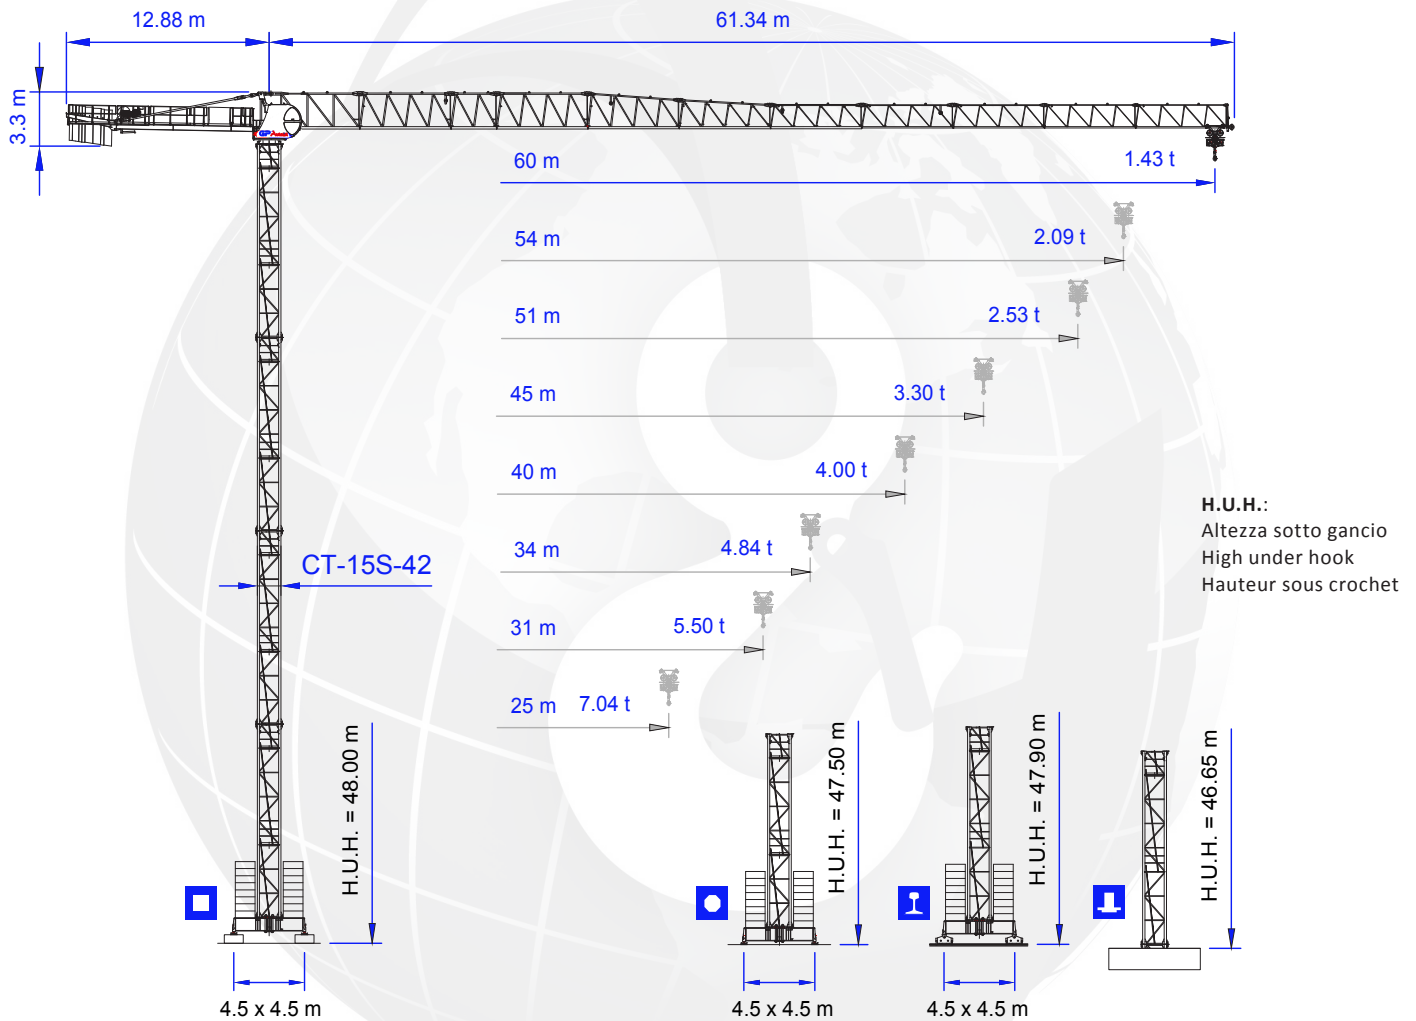 12.88 m
61.34 m
3.3 m
GP
60 m
1.43 t
54 m
2.09 t
51 m
2.53 t
45 m
3.30 t
40 m
4.00 t
H.U.H.:
Altezza sotto gancio
High under hook
Hauteur sous crochet
34 m
4.84 t
CT-15S-42
31 m
5.50 t
25 m
7.04 t
H.U.H. = 48.00 m
H.U.H. = 47.50 m
H.U.H. = 47.90 m
H.U.H. = 46.65 m
4.5 x 4.5 m
4.5 x 4.5 m
4.5 x 4.5 m